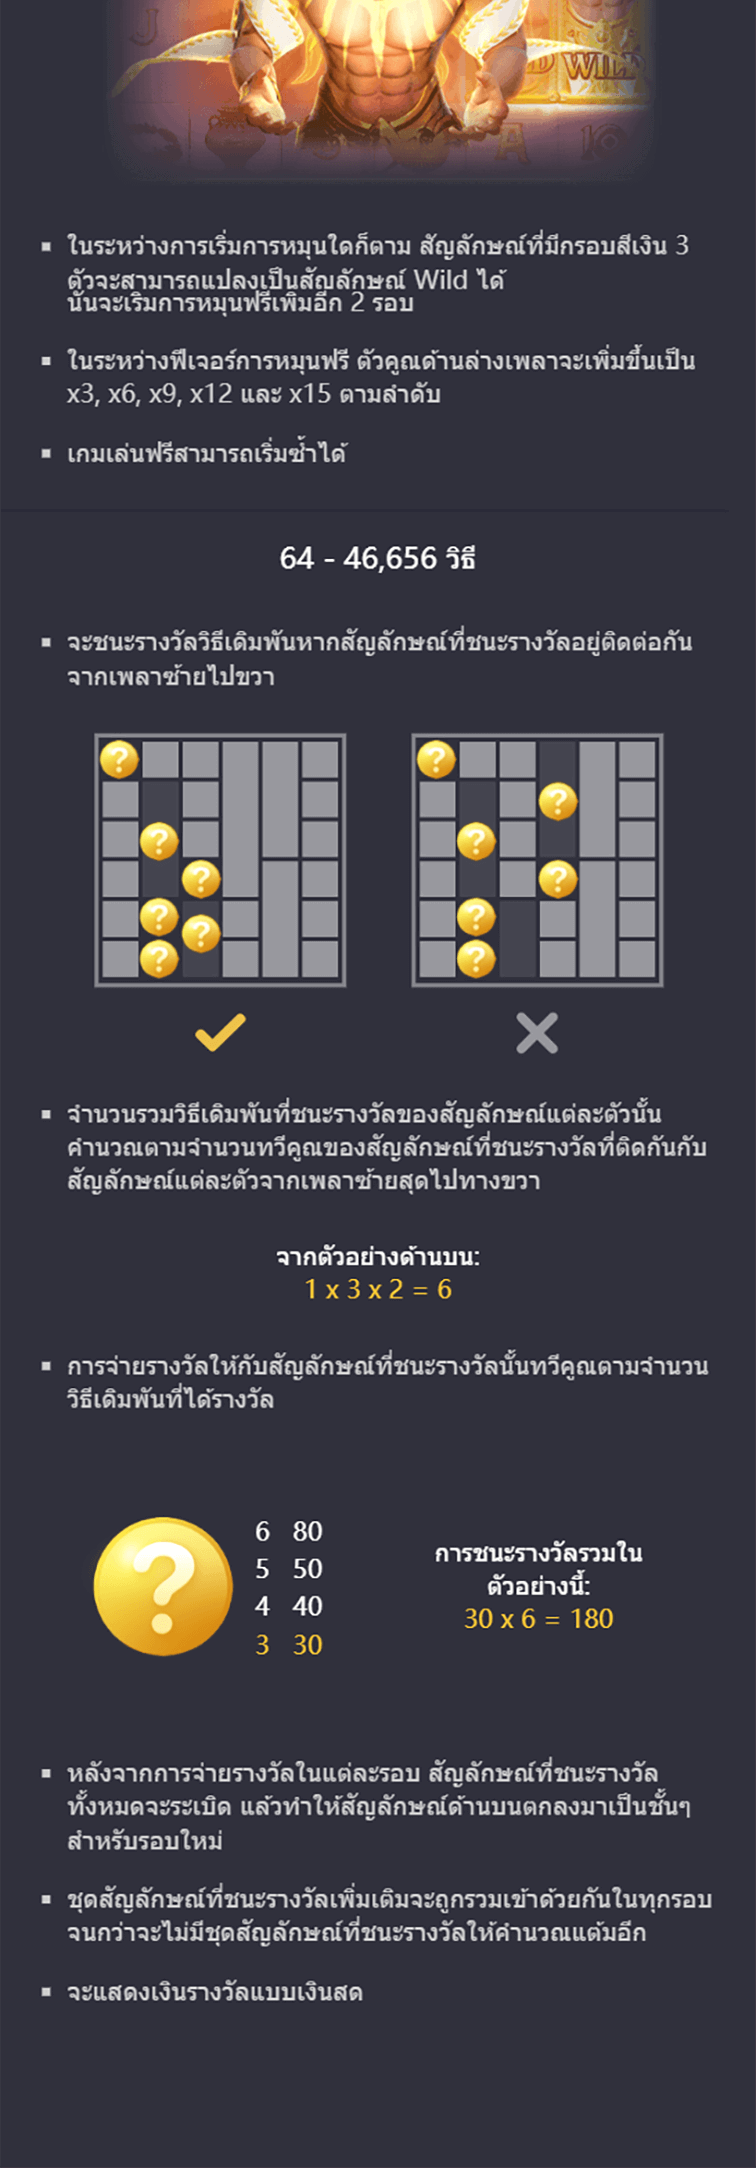 WILD
A
10
▪ ในระหว่างการเริ่มการหมุนใดก็ตาม สัญลักษณ์ที่มีกรอบสีเงิน 3
ตัวจะสามารถแปลงเป็นสัญลักษณ์ Wild ได้
นั่นจะเริ่มการหมุนฟรีเพิ่มอีก 2 รอบ
▪ ในระหว่างฟีเจอร์การหมุนฟรี ตัวคูณด้านล่างเพลาจะเพิ่มขึ้นเป็น
x3, x6, x9, x12 และ x15 ตามลำดับ
▪ เกมเล่นฟรีสามารถเริ่มซ้ำได้
64 - 46,656 วิธี
▪ จะชนะรางวัลวิธีเดิมพันหากสัญลักษณ์ที่ชนะรางวัลอยู่ติดต่อกัน
จากเพลาซ้ายไปขวา
? ? ? ? ? ?
? ? ? ? ? ?
▪ จำนวนรวมวิธีเดิมพันที่ชนะรางวัลของสัญลักษณ์แต่ละตัวนั้น
คำนวณตามจำนวนทวีคูณของสัญลักษณ์ที่ชนะรางวัลที่ติดกันกับ
สัญลักษณ์แต่ละตัวจากเพลาซ้ายสุดไปทางขวา
จากตัวอย่างด้านบน:
1 x 3 x 2 = 6
▪ การจ่ายรางวัลให้กับสัญลักษณ์ที่ชนะรางวัลนั้นทวีคูณตามจำนวน
วิธีเดิมพันที่ได้รางวัล
?
6 80
5 50
4 40
3 30
การชนะรางวัลรวมใน
ตัวอย่างนี้:
30 x 6 = 180
▪ หลังจากการจ่ายรางวัลในแต่ละรอบ สัญลักษณ์ที่ชนะรางวัล
ทั้งหมดจะระเบิด แล้วทำให้สัญลักษณ์ด้านบนตกลงมาเป็นชั้นๆ
สำหรับรอบใหม่
▪ ชุดสัญลักษณ์ที่ชนะรางวัลเพิ่มเติมจะถูกรวมเข้าด้วยกันในทุกรอบ
จนกว่าจะไม่มีชุดสัญลักษณ์ที่ชนะรางวัลให้คำนวณแต้มอีก
▪ จะแสดงเงินรางวัลแบบเงินสด